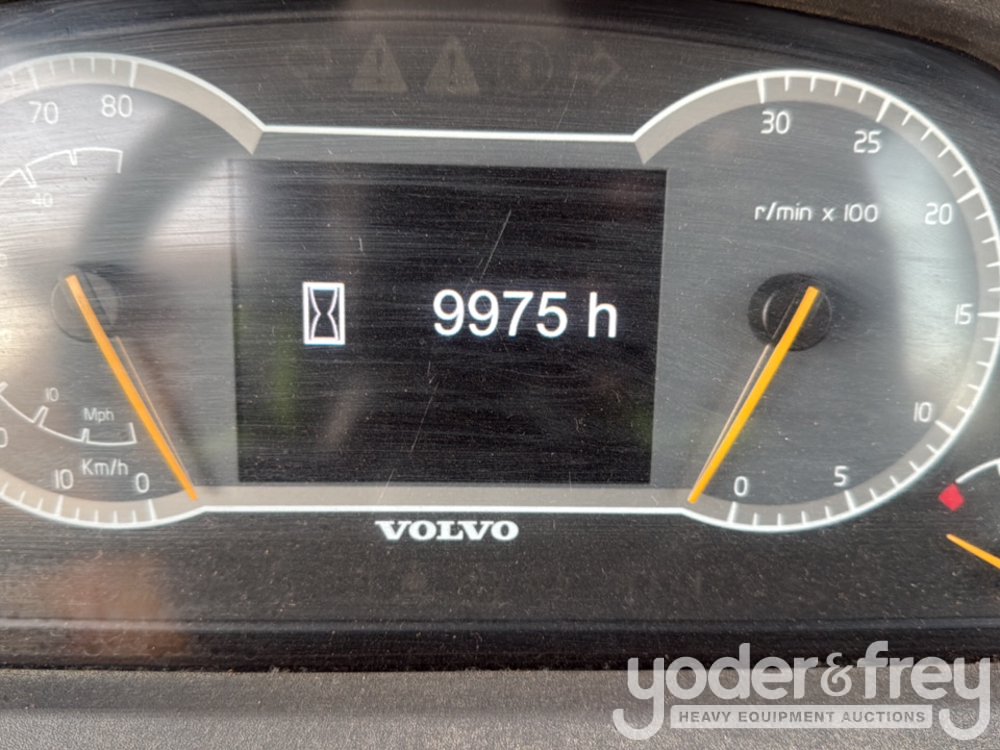 70 80
40
10
Mph
Km/h
10 0
9975 h
30
25
r/min x 100
20
15
10
5
0
VOLVO
yoder & frey
HEAVY EQUIPMENT AUCTIONS